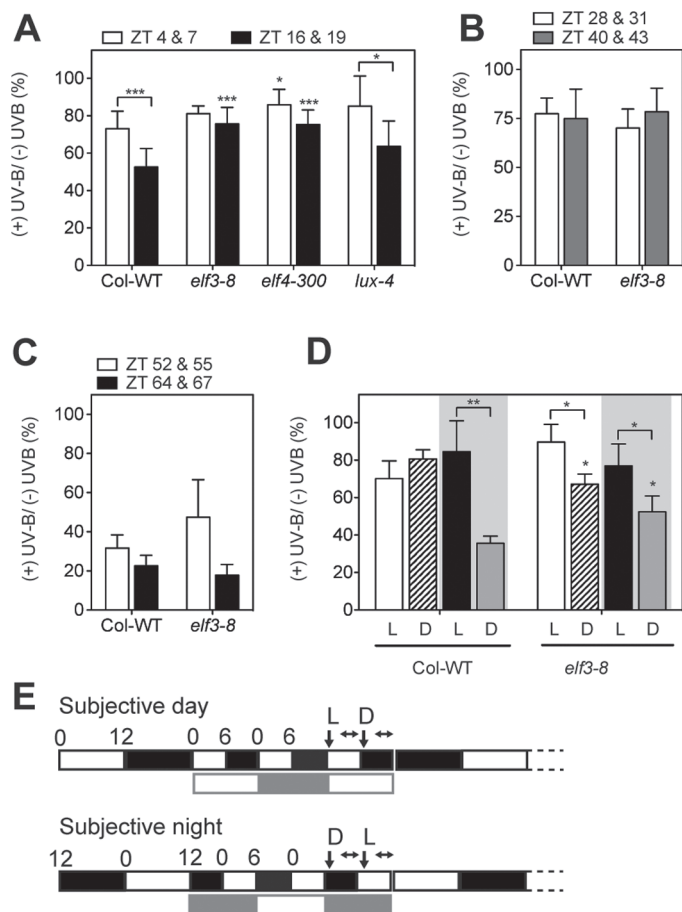 A
ZT 4 & 7 ZT 16 & 19
(+) UV-B/ (-) UVB (%)
100
80
60
40
20
0
*** *** * *** *
Col-WT elf3-8 elf4-300 lux-4
B
ZT 28 & 31
ZT 40 & 43
(+) UV-B/ (-) UVB (%)
100
75
50
25
0
Col-WT elf3-8
C
ZT 52 & 55
ZT 64 & 67
(+) UV-B/ (-) UVB (%)
100
80
60
40
20
0
Col-WT elf3-8
D
(+) UV-B/ (-) UVB (%)
100
80
60
40
20
0
** * * * *
L D L D L D L D
Col-WT elf3-8
E
Subjective day
L D
0 12 0 6 0 6
Subjective night
D L
12 0 12 0 6 0